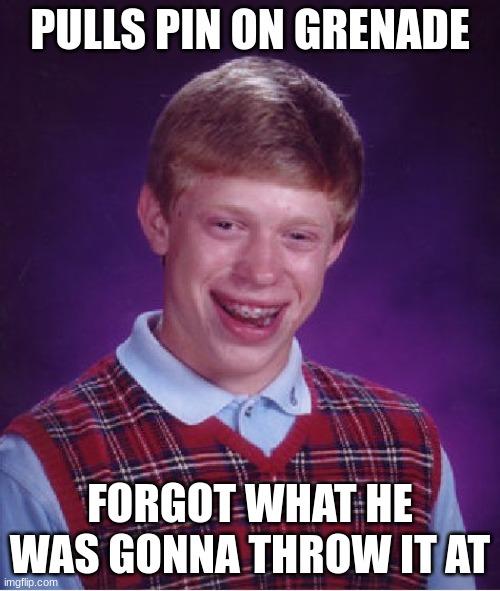 PULLS PIN ON GRENADE
FORGOT WHAT HE
WAS GONNA THROW IT AT
imgflip.com